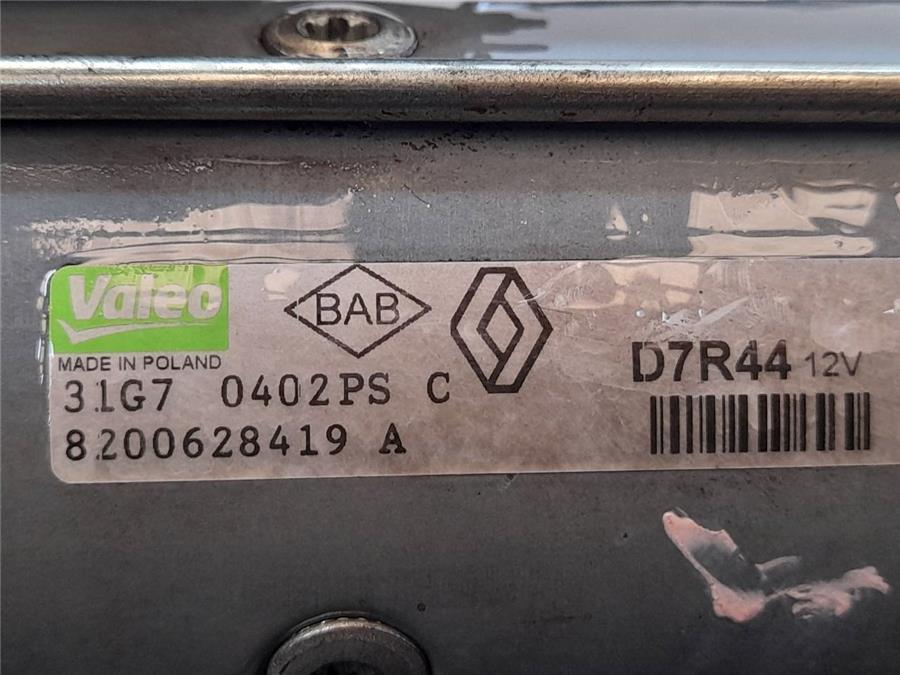 Valeo
BAB
MADE IN POLAND
D7R44 12V
31G7 0402PS C
8200628419 A